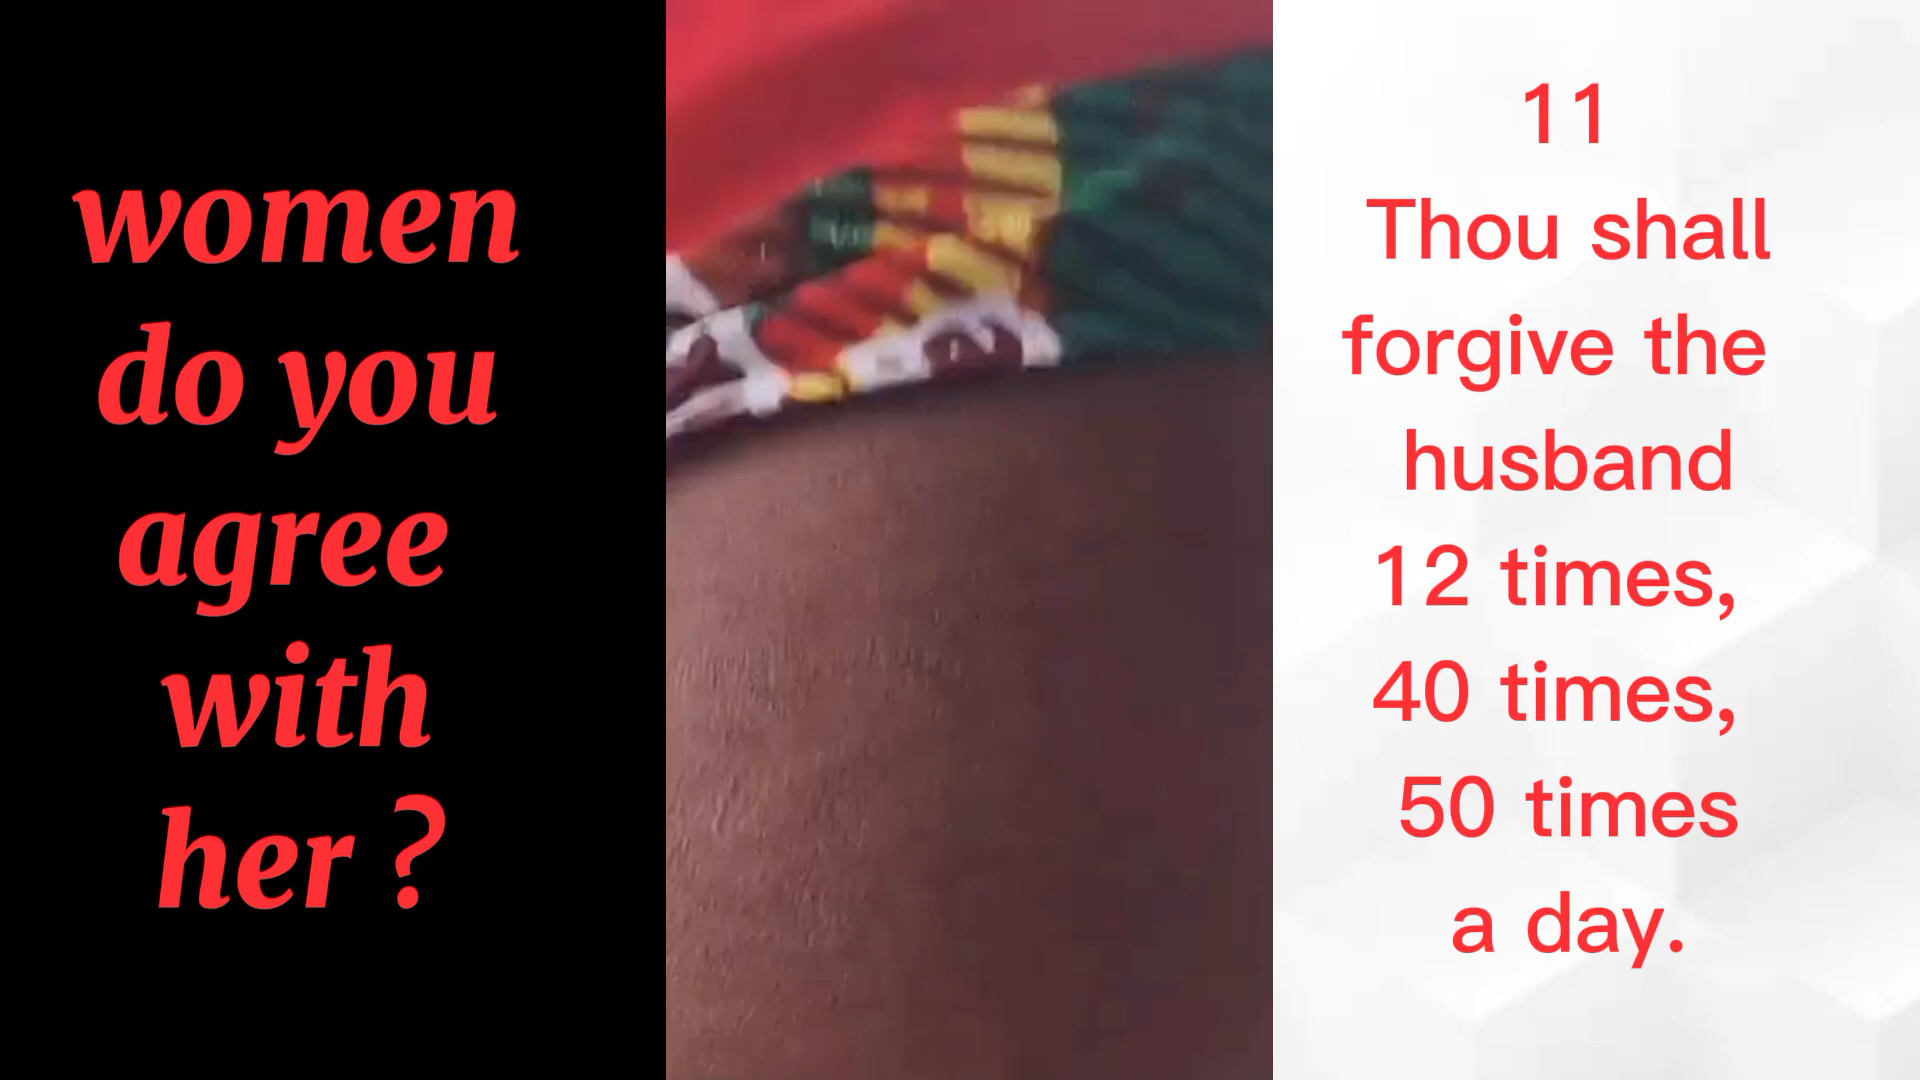 women
do you
agree
with
her ?
11
Thou shall
forgive the
husband
12 times,
40 times,
50 times
a day.